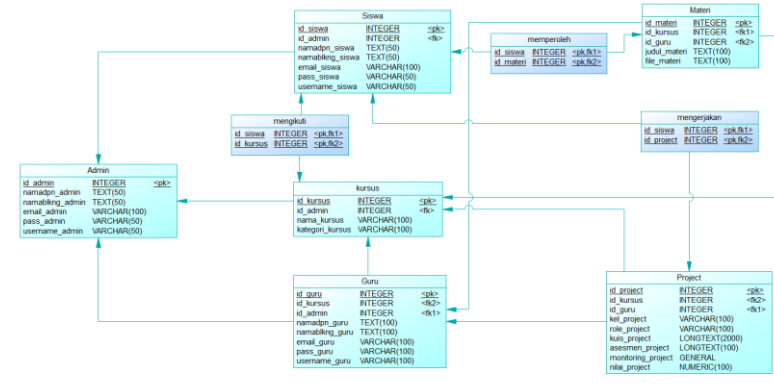 Siswa
id_siswa INTEGER <pk>
id_admin INTEGER <fk>
namadpn_siswa TEXT(50)
namablkng_siswa TEXT(50)
email_siswa VARCHAR(100)
pass_siswa VARCHAR(50)
username_siswa VARCHAR(50)
memperoleh
id_siswa INTEGER <pk,fk1>
id_materi INTEGER <pk,fk2>
Materi
id_materi INTEGER <pk>
id_kursus INTEGER <fk1>
id_guru INTEGER <fk2>
judul_materi TEXT(100)
file_materi TEXT(100)
mengikuti
id_siswa INTEGER <pk,fk1>
id_kursus INTEGER <pk,fk2>
mengerjakan
id_siswa INTEGER <pk,fk1>
id_project INTEGER <pk,fk2>
Admin
id_admin INTEGER <pk>
namadpn_admin TEXT(50)
namablkng_admin TEXT(50)
email_admin VARCHAR(100)
pass_admin VARCHAR(50)
username_admin VARCHAR(50)
kursus
id_kursus INTEGER <pk>
id_admin INTEGER <fk>
nama_kursus VARCHAR(100)
kategori_kursus VARCHAR(100)
Guru
id_guru INTEGER <pk>
id_kursus INTEGER <fk2>
id_admin INTEGER <fk1>
namadpn_guru TEXT(100)
namablkng_guru TEXT(100)
email_guru VARCHAR(100)
pass_guru VARCHAR(100)
username_guru VARCHAR(100)
Project
id_project INTEGER <pk>
id_kursus INTEGER <fk2>
id_guru INTEGER <fk1>
kel_project VARCHAR(100)
role_project VARCHAR(100)
kuis_project LONGTEXT(2000)
asesmen_project LONGTEXT(100)
monitoring_project GENERAL
nilai_project NUMERIC(100)